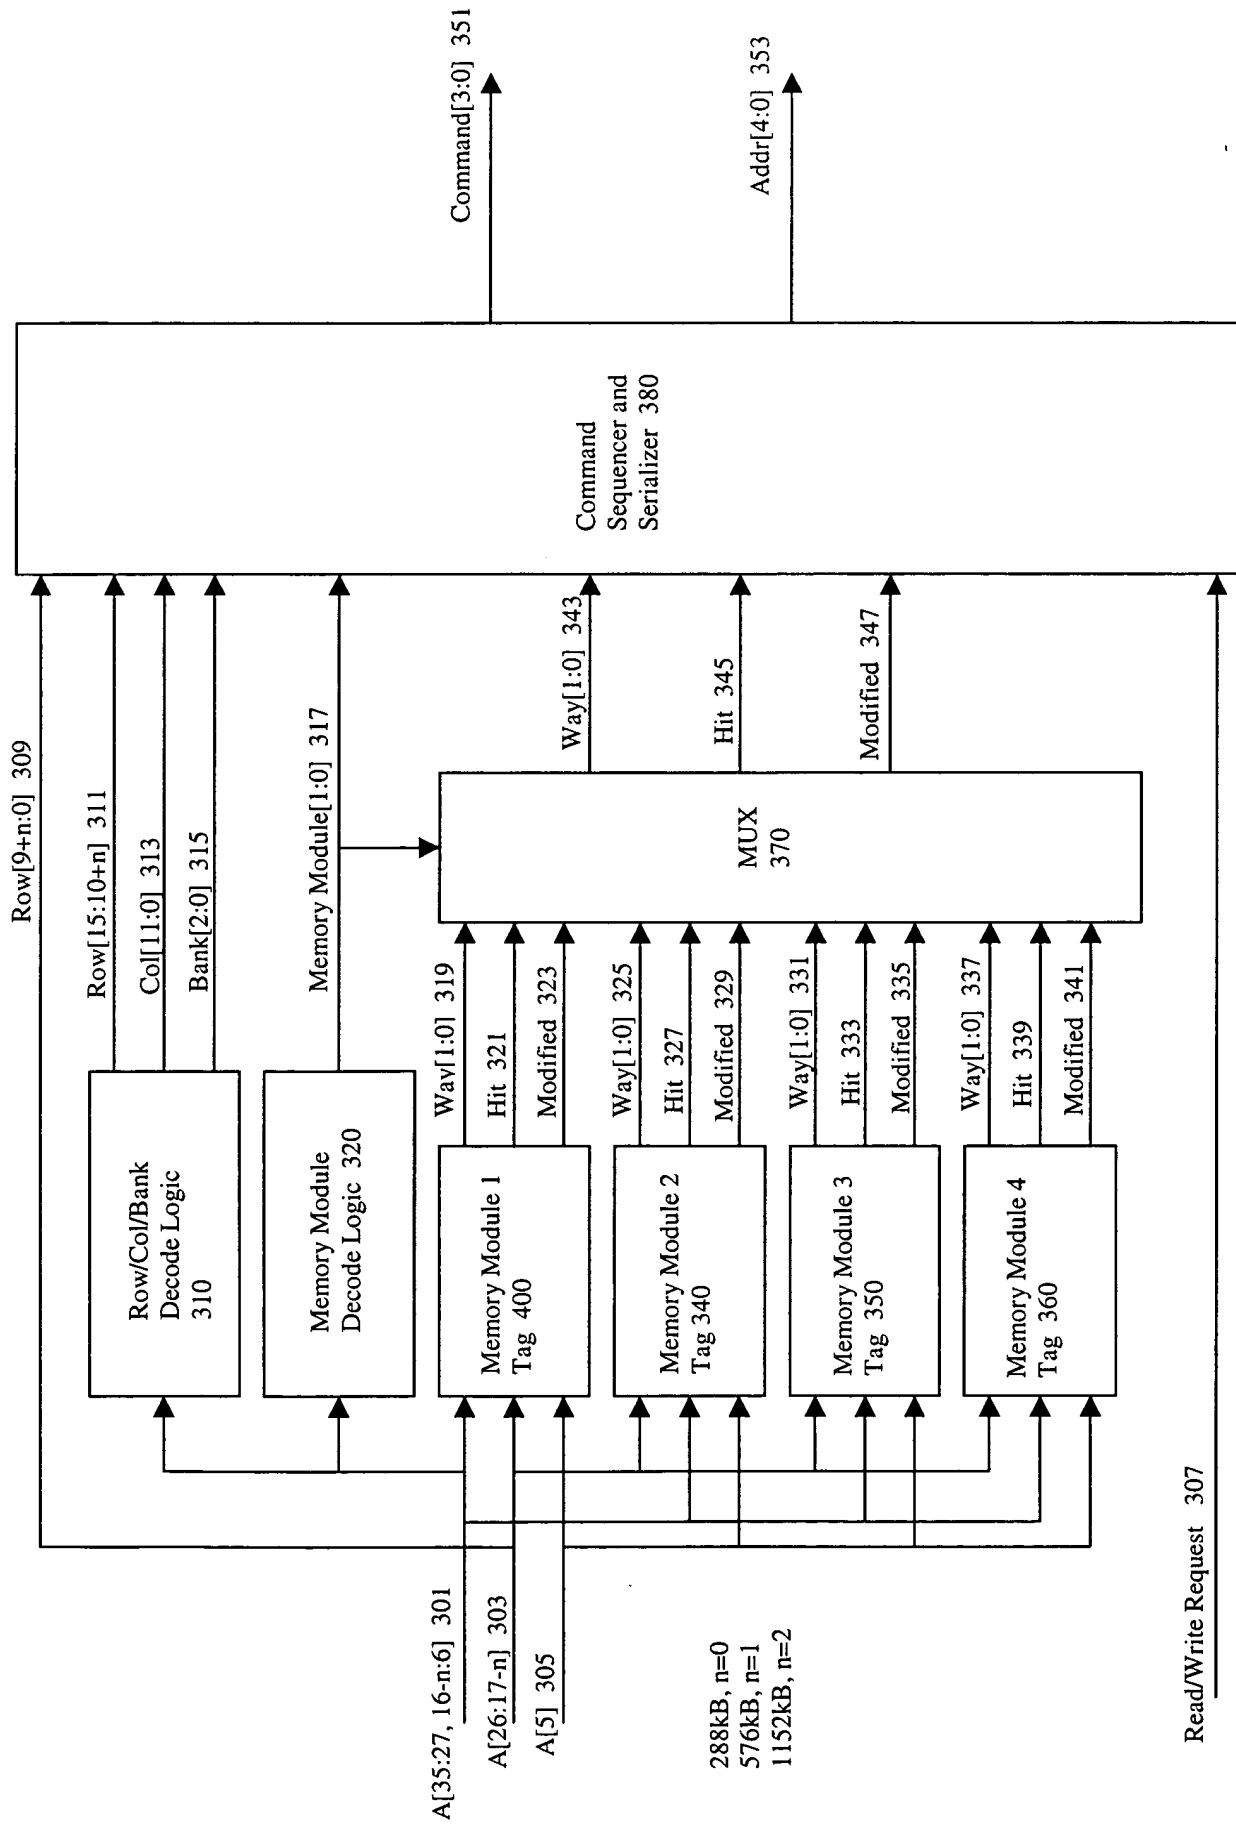 Row[9+n:0] 309
Row[15:10+n] 311
Col[11:0] 313
Bank[2:0] 315
Memory Module[1:0] 317
Row/Col/Bank
Decode Logic
310
Memory Module
Decode Logic 320
Memory Module 1
Tag 400
Memory Module 2
Tag 340
Memory Module 3
Tag 350
Memory Module 4
Tag 360
Way[1:0] 319
Hit 321
Modified 323
Way[1:0] 325
Hit 327
Modified 329
Way[1:0] 331
Hit 333
Modified 335
Way[1:0] 337
Hit 339
Modified 341
MUX
370
Way[1:0] 343
Hit 345
Modified 347
Command
Sequencer and
Serializer 380
Command[3:0] 351
Addr[4:0] 353
A[35:27, 16-n:6] 301
A[26:17-n] 303
A[5] 305
288kB, n=0
576kB, n=1
1152kB, n=2
Read/Write Request 307